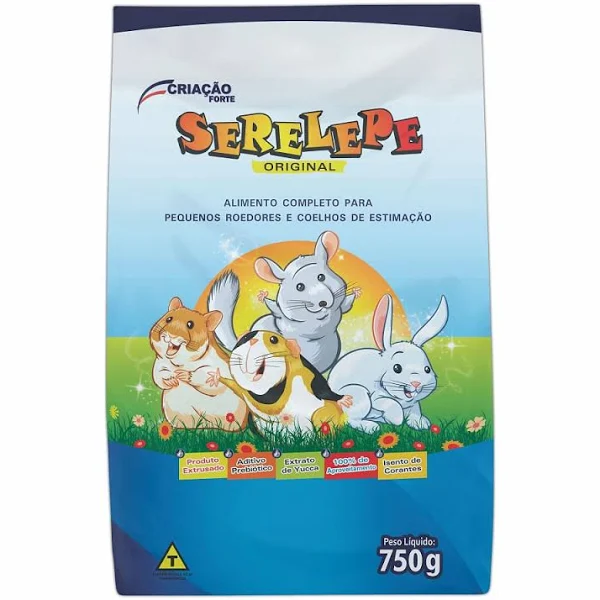 CRIAÇÃO
FORTE
SERELEPE
ORIGINAL
ALIMENTO COMPLETO PARA
PEQUENOS ROEDORES E COELHOS DE ESTIMAÇÃO
Produto Extrusado
Aditivo Prebiótico
Extrato de Yucca
100% de Aproveitamento
Isento de Corantes
T
Peso Líquido:
750g